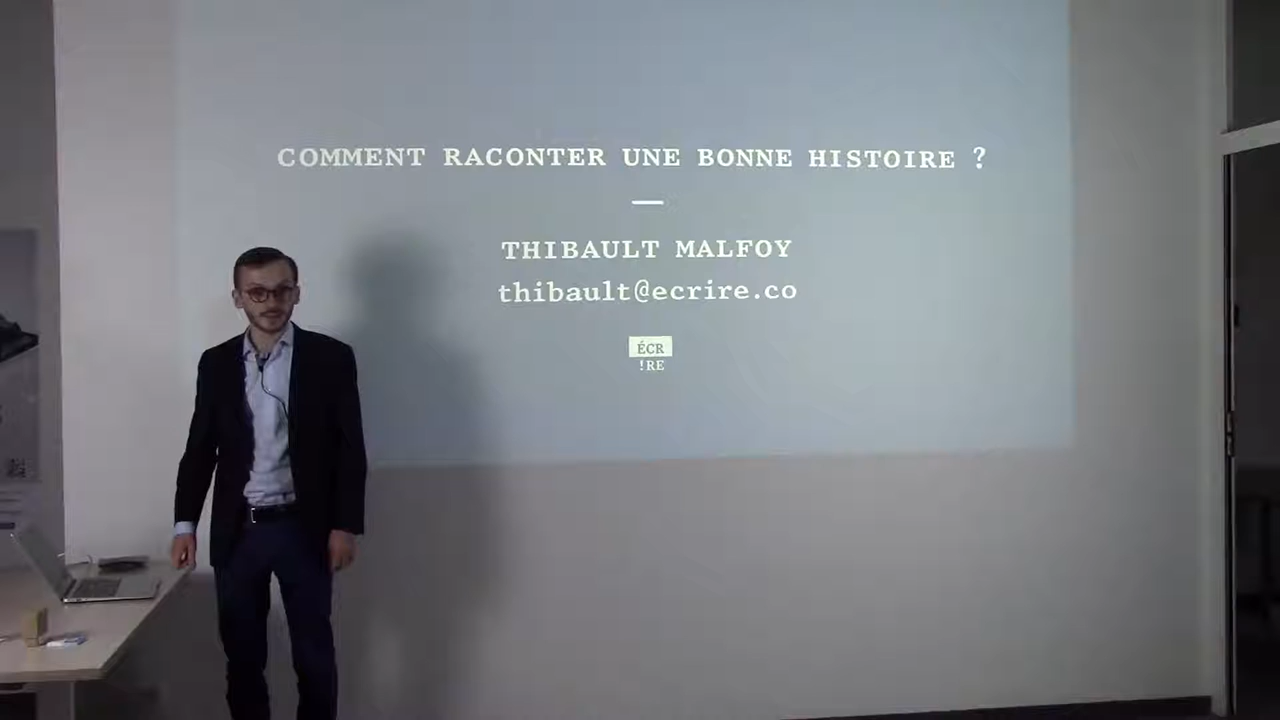 COMMENT RACONTER UNE BONNE HISTOIRE ?
THIBAULT MALFOY
thibault@ecrire.co
ÉCR
!RE